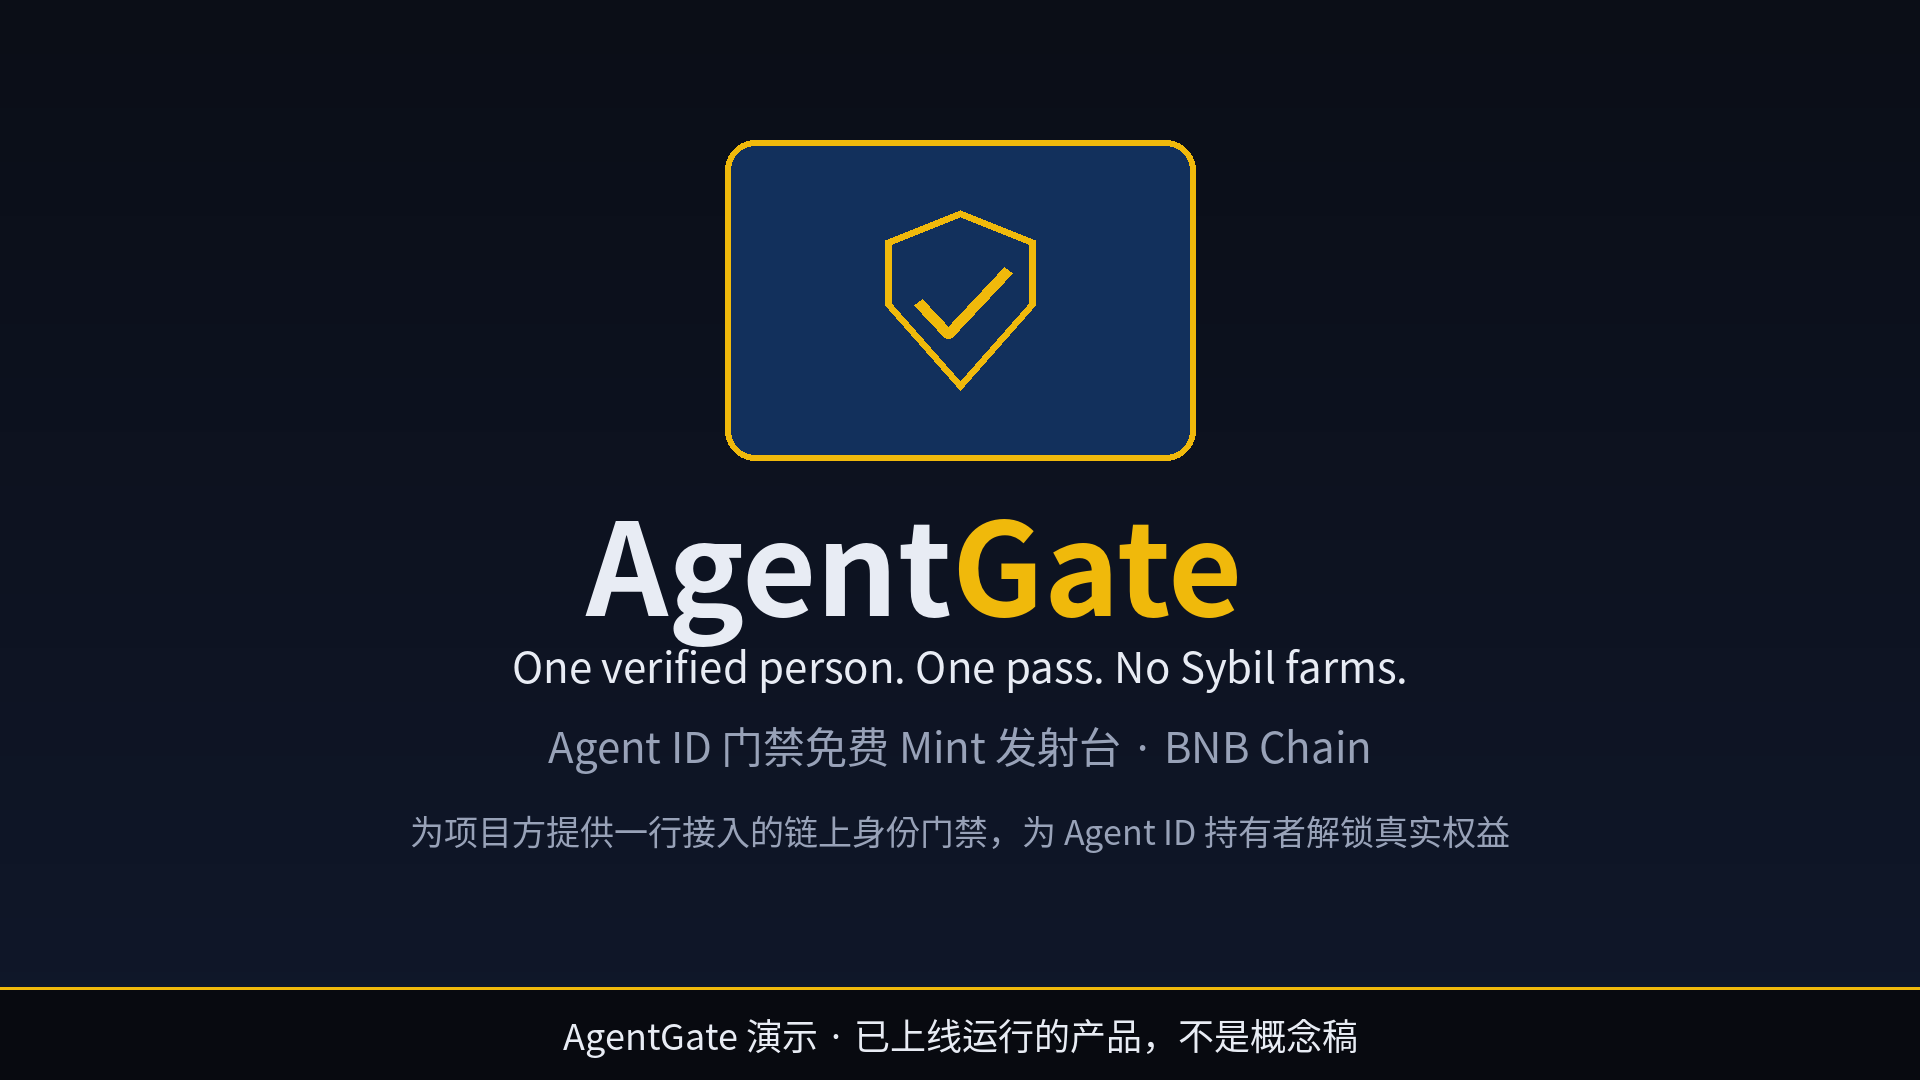 AgentGate
One verified person. One pass. No Sybil farms.
Agent ID 门禁免费 Mint 发射台 · BNB Chain
为项目方提供一行接入的链上身份门禁，为 Agent ID 持有者解锁真实权益
AgentGate 演示 · 已上线运行的产品，不是概念稿